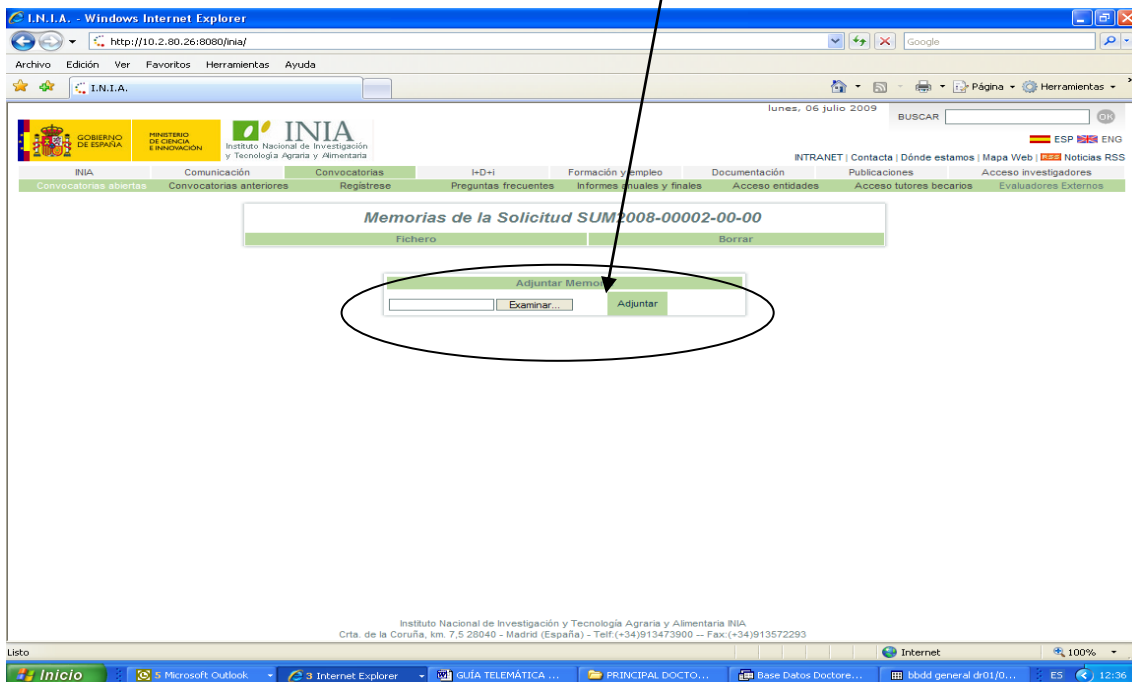 I.N.I.A. - Windows Internet Explorer
http://10.2.80.26:8080/inia/
Google
Archivo Edición Ver Favoritos Herramientas Ayuda
I.N.I.A.
Página Herramientas
lunes, 06 julio 2009
BUSCAR
OK
GOBIERNO
DE ESPAÑA
MINISTERIO
DE CIENCIA
E INNOVACIÓN
INIA
Instituto Nacional de Investigación
y Tecnología Agraria y Alimentaria
ESP ENG
INTRANET | Contacta | Dónde estamos | Mapa Web | RSS Noticias RSS
INIA Comunicación Convocatorias I+D+i Formación y empleo Documentación Publicaciones Acceso investigadores
Convocatorias abiertas Convocatorias anteriores Regístrese Preguntas frecuentes Informes anuales y finales Acceso entidades Acceso tutores becarios Evaluadores Externos
Memorias de la Solicitud SUM2008-00002-00-00
Fichero Borrar
Adjuntar Memoria
Examinar... Adjuntar
Instituto Nacional de Investigación y Tecnología Agraria y Alimentaria INIA
Crta. de la Coruña, km. 7,5 28040 - Madrid (España) - Telf:(+34)913473900 -- Fax:(+34)913572293
Listo
Internet
100%
Inicio
5 Microsoft Outlook
3 Internet Explorer
GUÍA TELEMÁTICA ...
PRINCIPAL DOCTO...
Base Datos Doctore...
bbdd general dr01/0...
ES
12:36